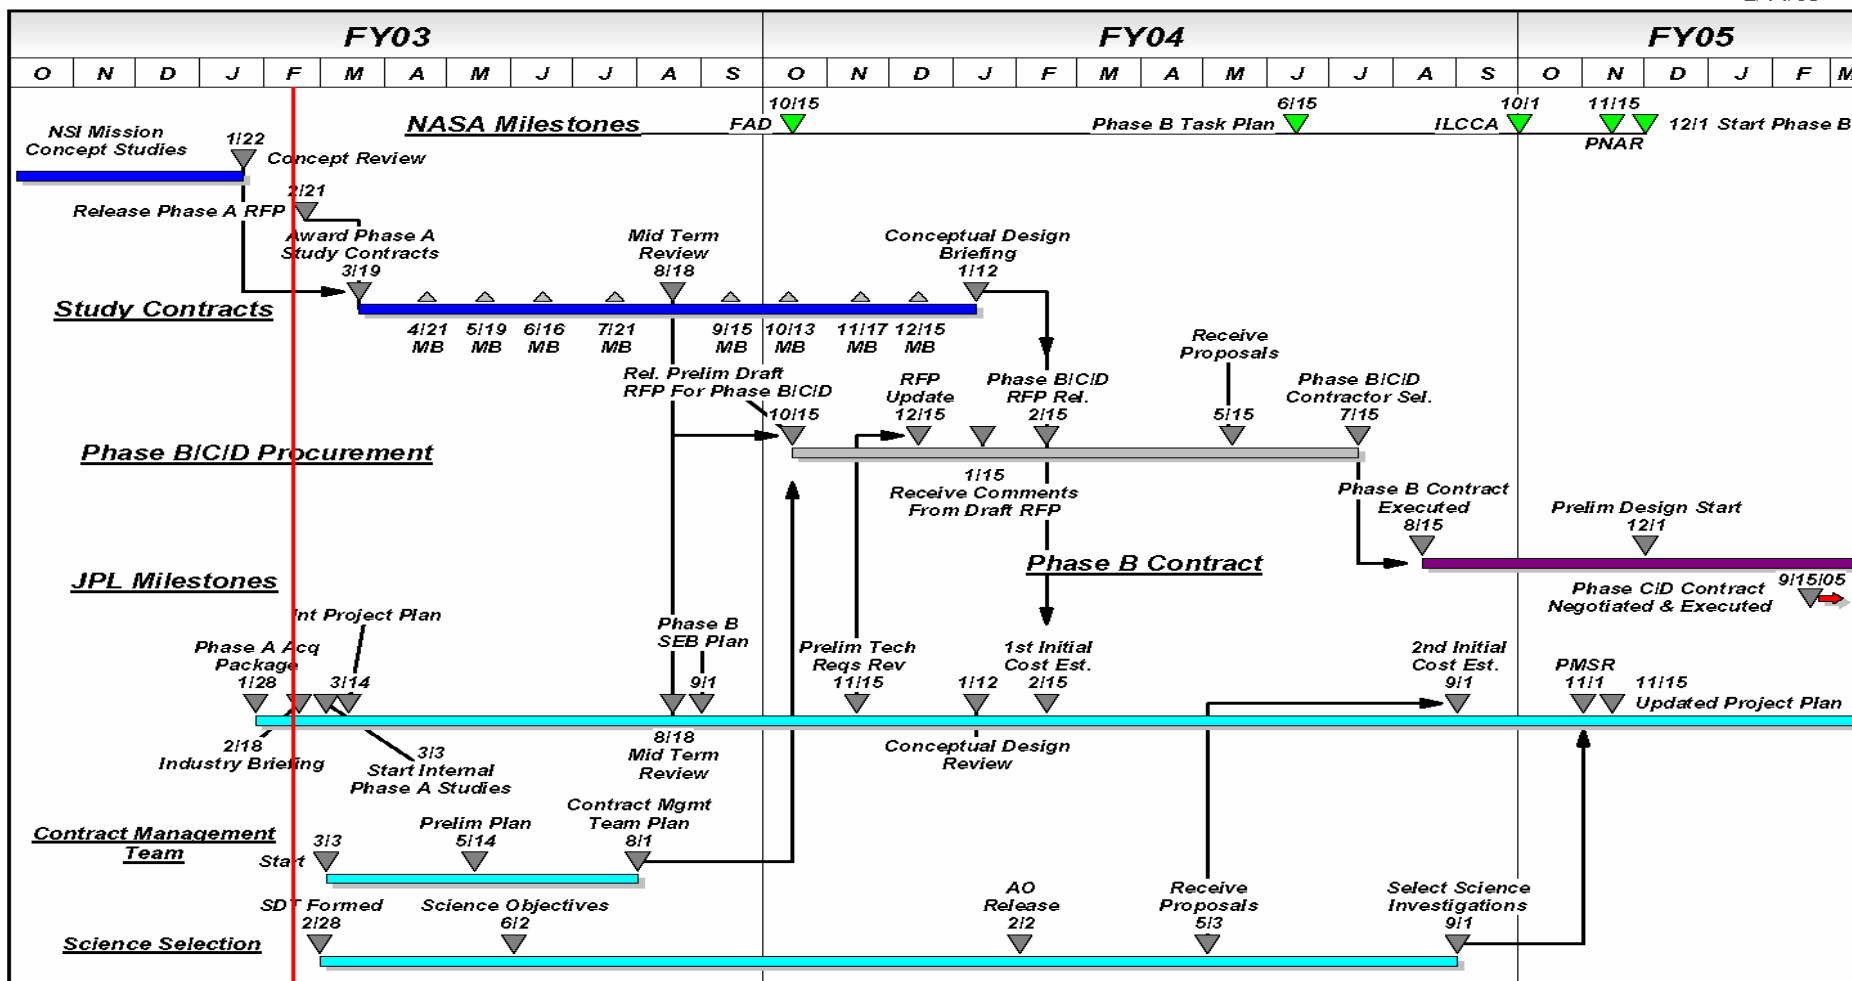 FY03 FY04 FY05
O N D J F M A M J J A S O N D J F M A M J J A S O N D J F M
10/15 6/15 10/1 11/15
NASA Milestones FAD Phase B Task Plan ILCCA 12/1 Start Phase B
PNAR
NSI Mission
Concept Studies
1/22
Concept Review
2/21
Release Phase A RFP
Award Phase A
Study Contracts
3/19
Mid Term
Review
8/18
Conceptual Design
Briefing
1/12
Study Contracts
4/21 5/19 6/16 7/21 9/15 10/13 11/17 12/15
MB MB MB MB MB MB MB MB
Rel. Prelim Draft
RFP For Phase B/C/D
10/15
RFP
Update
12/15
Phase B/C/D
RFP Rel.
2/15
Receive
Proposals
5/15
Phase B/C/D
Contractor Sel.
7/15
Phase B/C/D Procurement
1/15
Receive Comments
From Draft RFP
Phase B Contract
Executed
8/15
Prelim Design Start
12/1
Phase B Contract
Phase C/D Contract
Negotiated & Executed
9/15/05
JPL Milestones
Int Project Plan
Phase A Acq
Package
1/28
3/14
Phase B
SEB Plan
9/1
Prelim Tech
Reqs Rev
11/15
1/12
1st Initial
Cost Est.
2/15
2nd Initial
Cost Est.
9/1
PMSR
11/1
11/15
Updated Project Plan
2/18
Industry Briefing
3/3
Start Internal
Phase A Studies
8/18
Mid Term
Review
Conceptual Design
Review
Contract Management
Team
Start
3/3
Prelim Plan
5/14
Contract Mgmt
Team Plan
8/1
Science Selection
SDT Formed
2/28
Science Objectives
6/2
AO
Release
2/2
Receive
Proposals
5/3
Select Science
Investigations
9/1